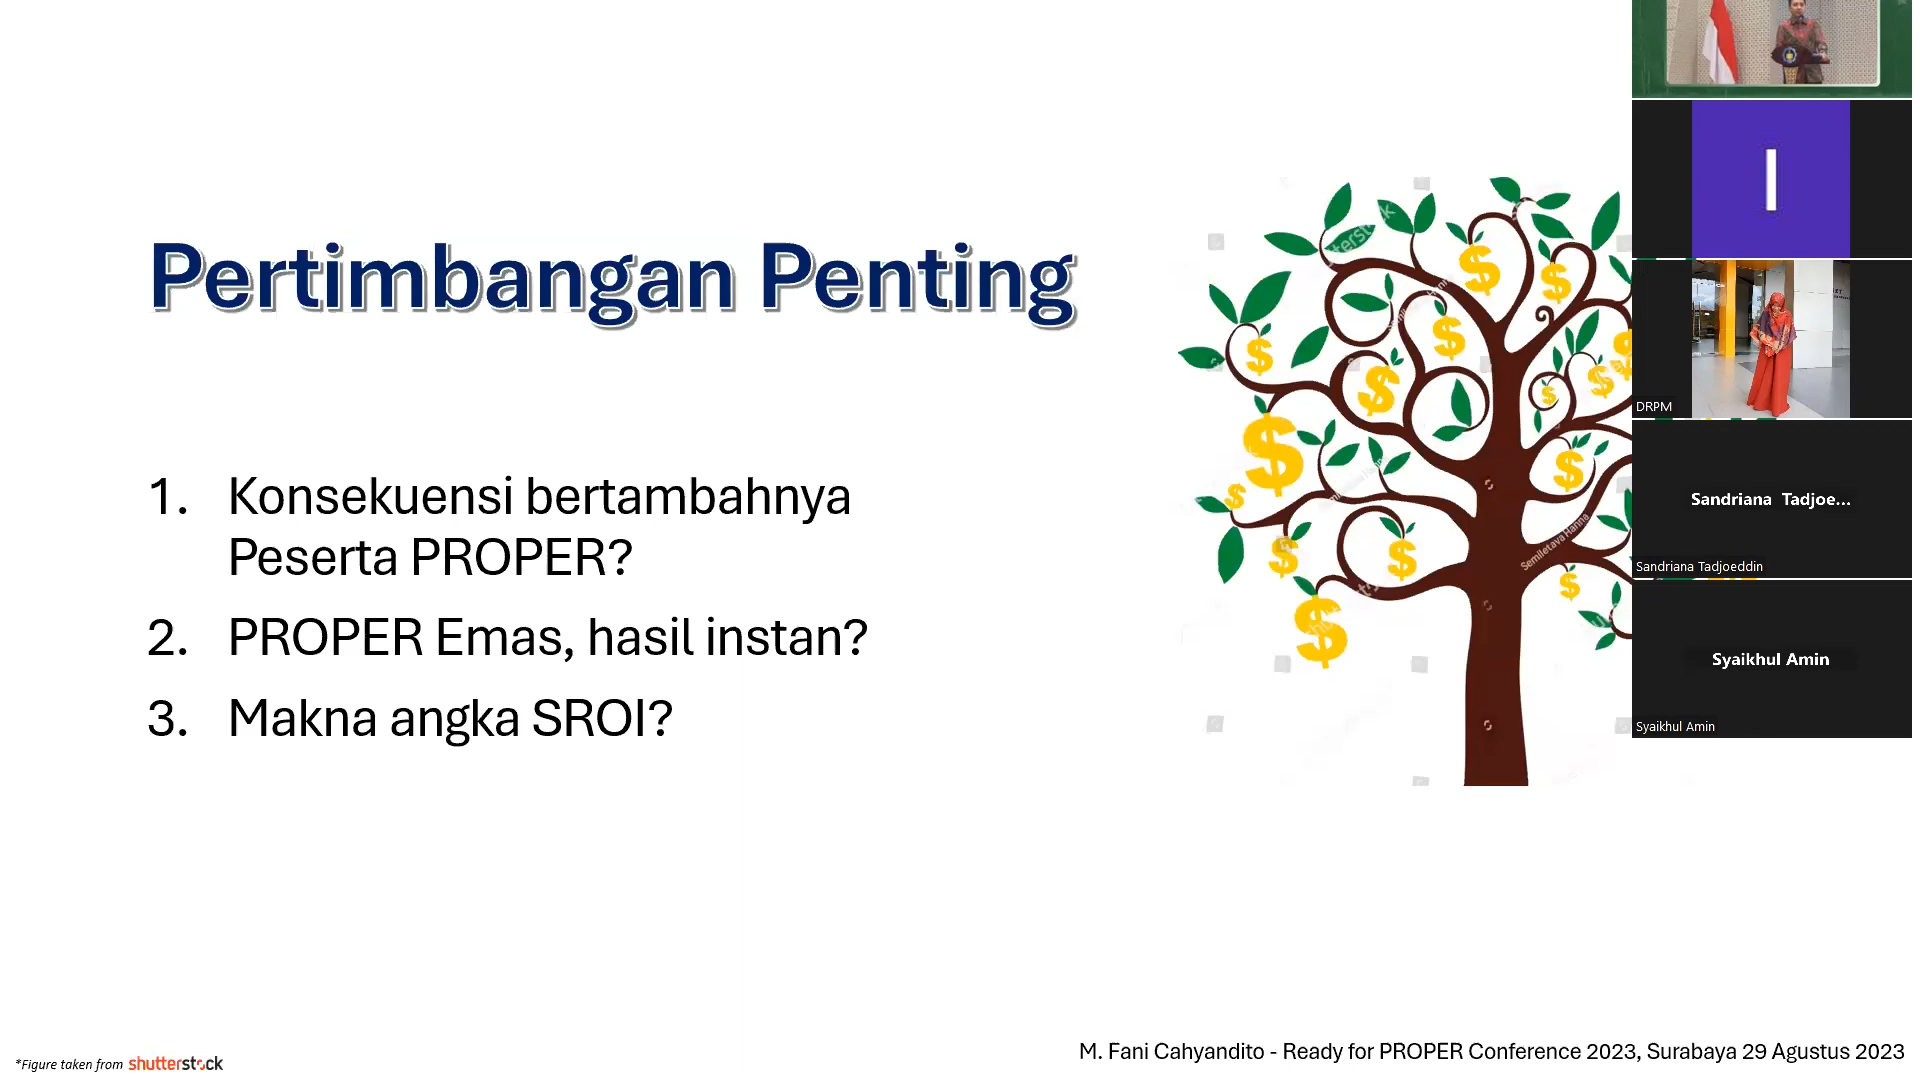 Pertimbangan Penting
1. Konsekuensi bertambahnya
Peserta PROPER?
2. PROPER Emas, hasil instan?
3. Makna angka SROI?
*Figure taken from shutterstock
M. Fani Cahyandito - Ready for PROPER Conference 2023, Surabaya 29 Agustus 2023
I
DRPM
Sandriana Tadjoe...
Sandriana Tadjoeddin
Syaikhul Amin
Syaikhul Amin
Semiletava Hanna